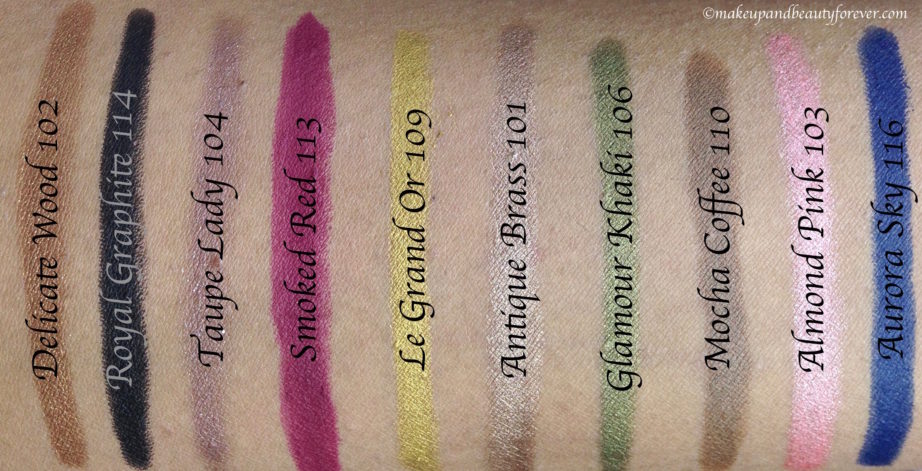 ©makeupandbeautyforever.com
Delicate Wood 102
Royal Graphite 114
Taupe Lady 104
Smoked Red 113
Le Grand Or 109
Antique Brass 101
Glamour Khaki 106
Mocha Coffee 110
Almond Pink 103
Aurora Sky 116